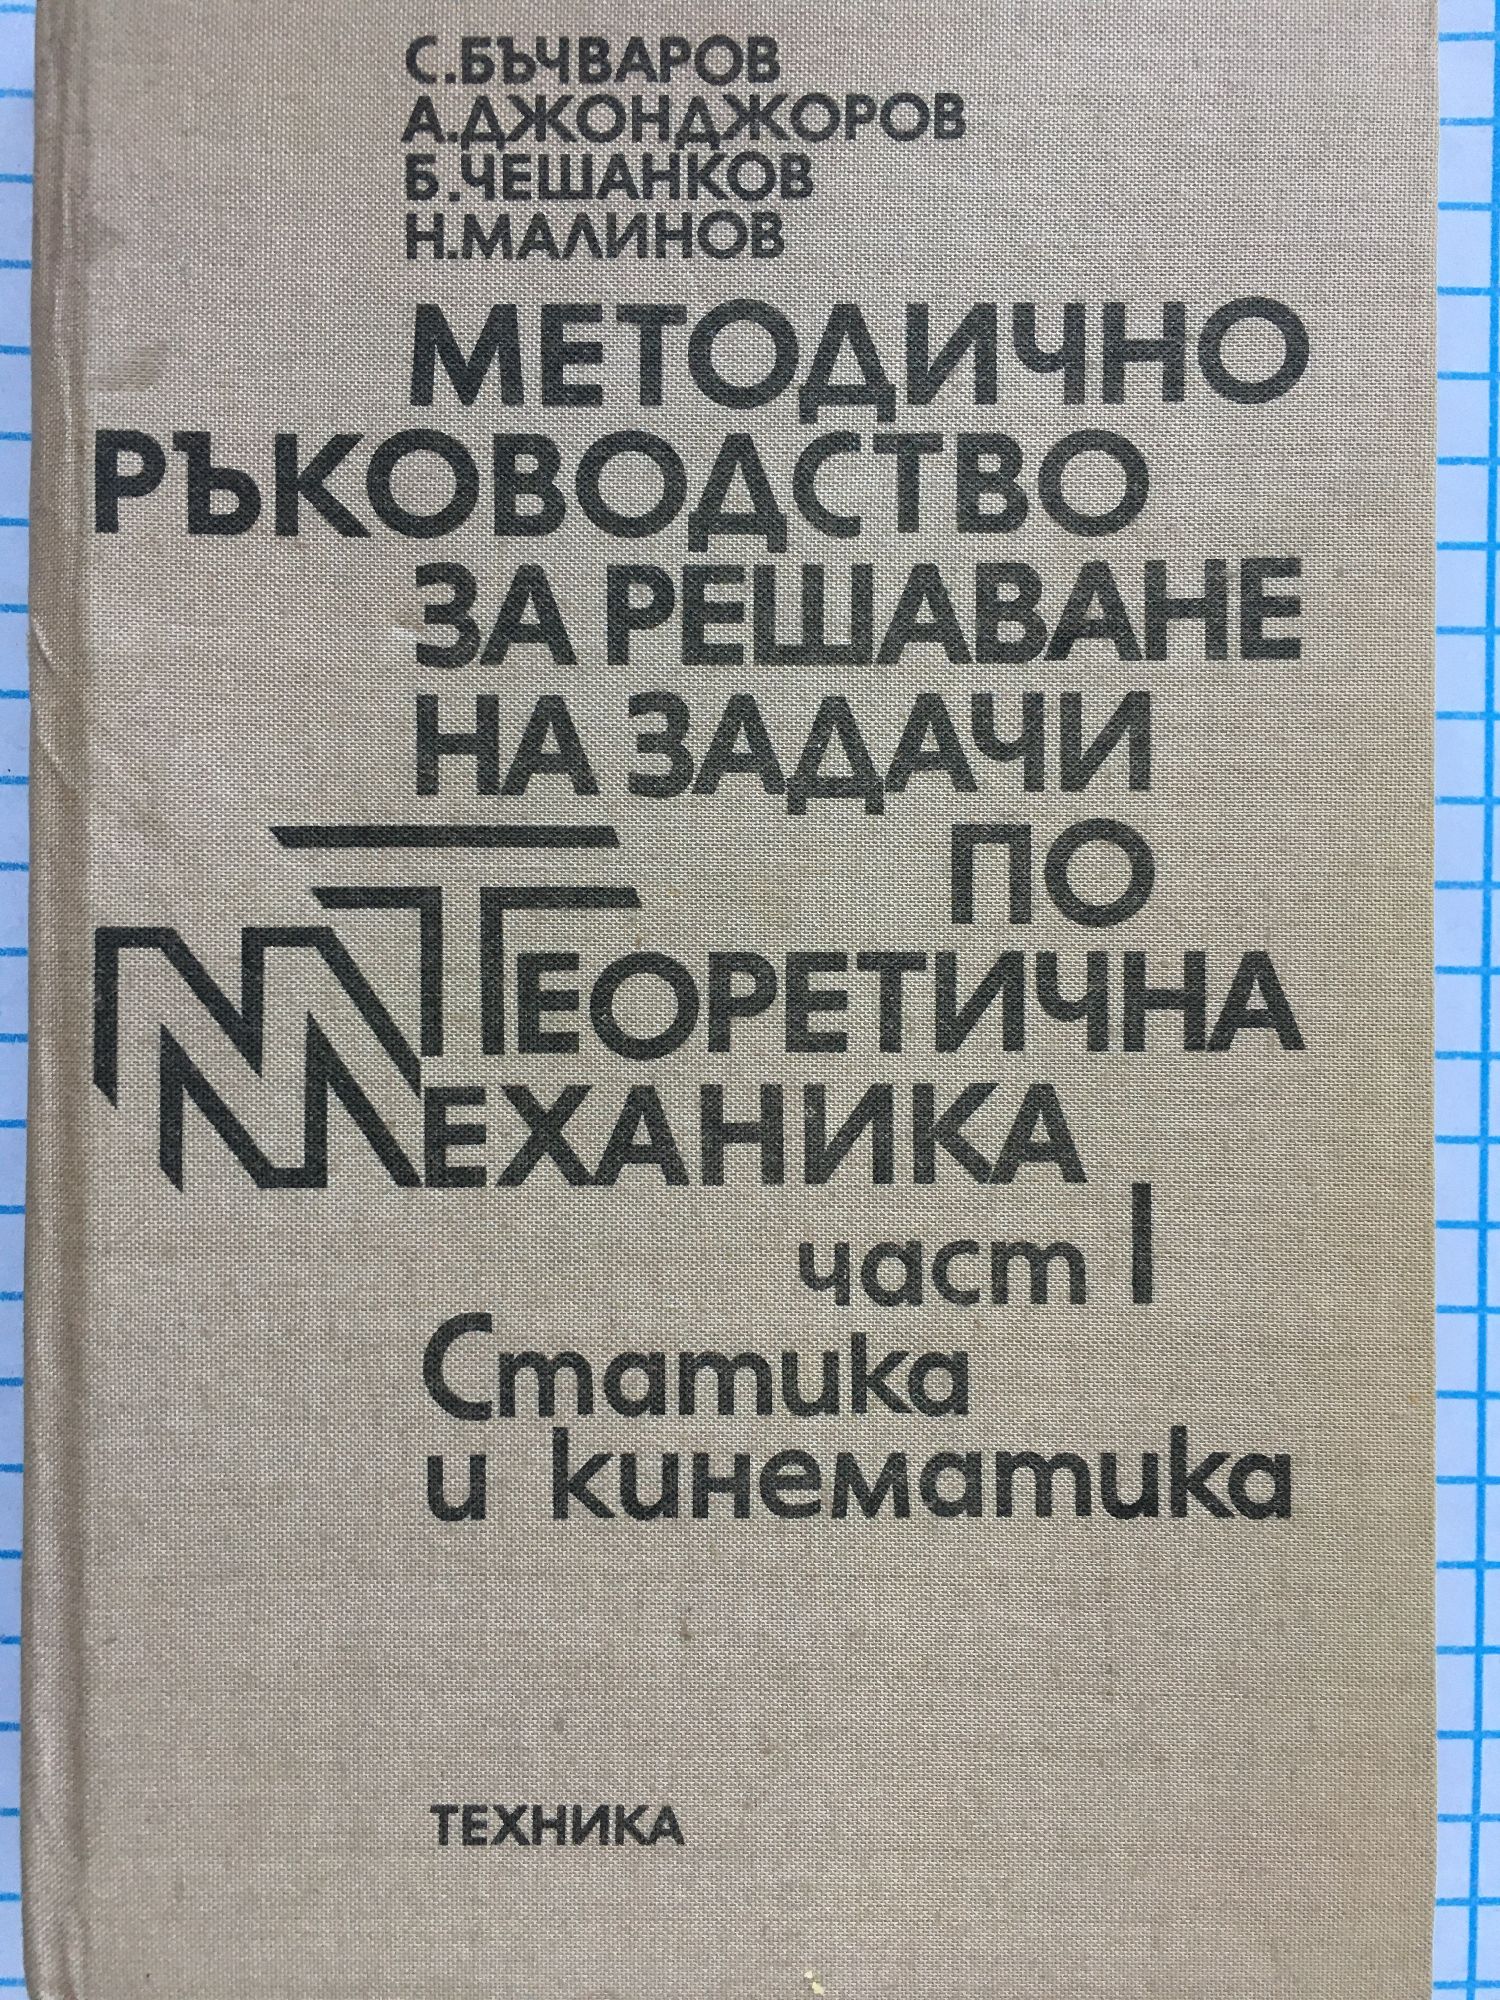 С.БЪЧВАРОВ
А.ДЖОНДЖОРОВ
Б.ЧЕШАНКОВ
Н.МАЛИНОВ
МЕТОДИЧНО
РЪКОВОДСТВО
ЗА РЕШАВАНЕ
НА ЗАДАЧИ
ПО
ТЕОРЕТИЧНА
МЕХАНИКА
част I
Статика
и кинематика
ТЕХНИКА